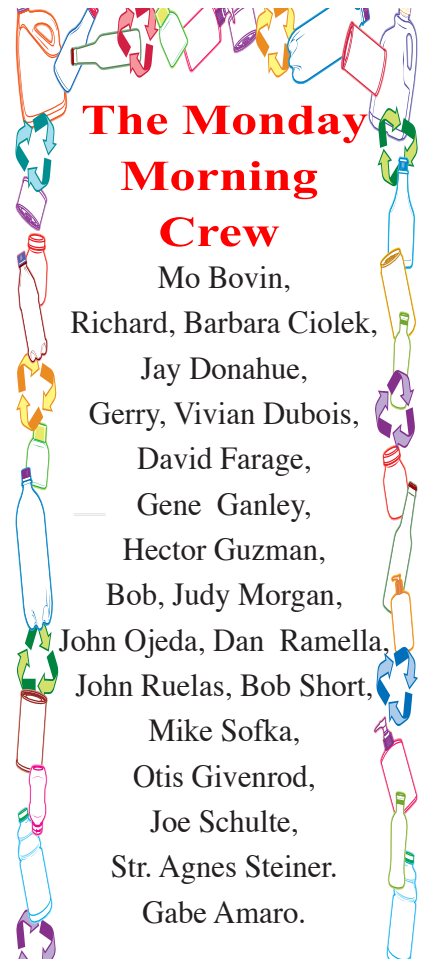 The Monday
Morning
Crew
Mo Bovin,
Richard, Barbara Ciolek,
Jay Donahue,
Gerry, Vivian Dubois,
David Farage,
Gene  Ganley,
Hector Guzman,
Bob, Judy Morgan,
John Ojeda, Dan  Ramella,
John Ruelas, Bob Short,
Mike Sofka,
Otis Givenrod,
Joe Schulte,
Str. Agnes Steiner.
Gabe Amaro.